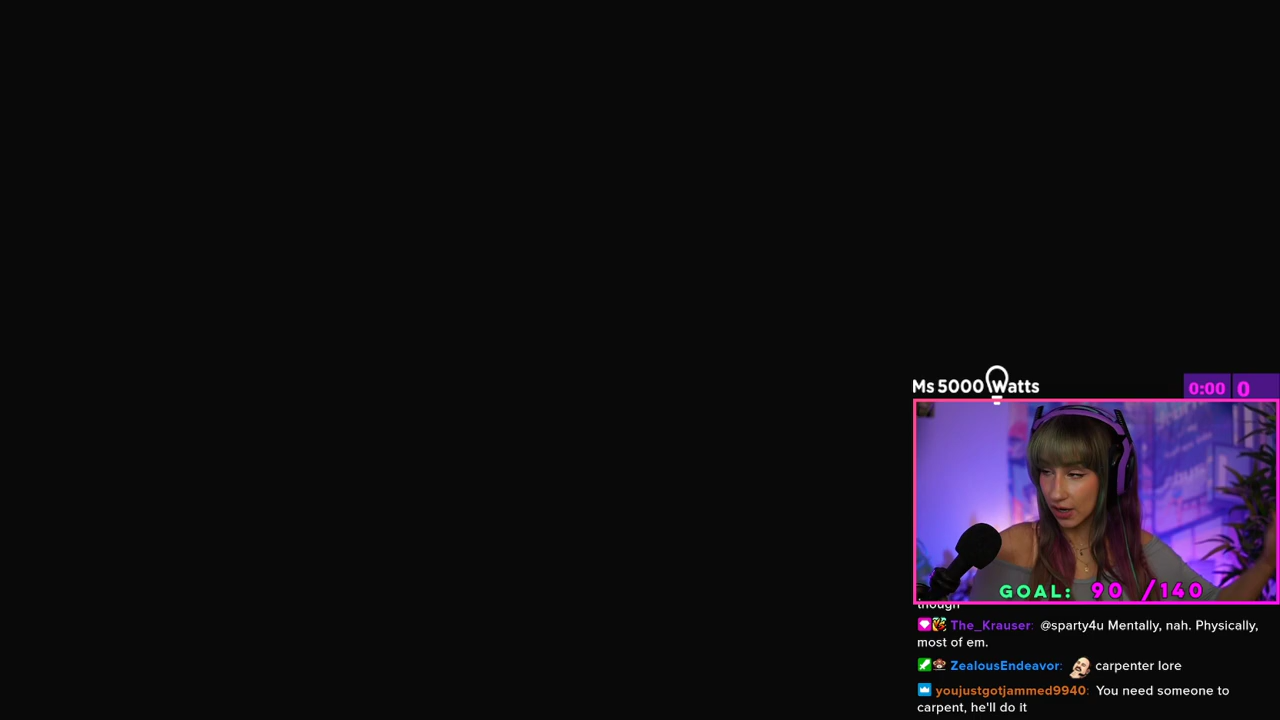 Ms 5000 Watts
0:00 0
GOAL: 90 /140
though
The_Krauser: @sparty4u Mentally, nah. Physically,
most of em.
ZealousEndeavor: carpenter lore
youjustgotjammed9940: You need someone to
carpent, he'll do it